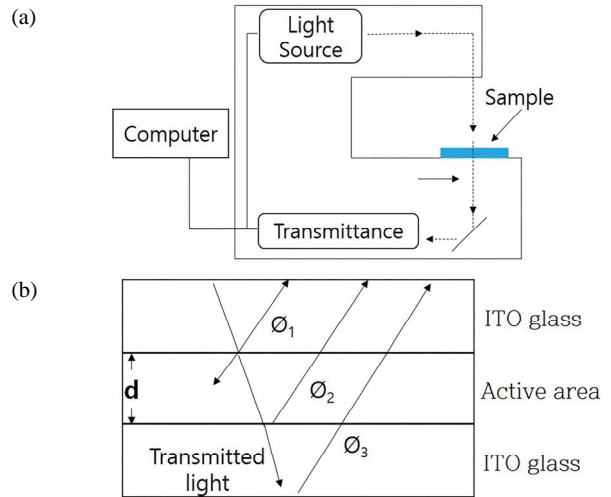 (a)
Light
Source
Sample
Computer
Transmittance
(b)
Ø1
ITO glass
d
Ø2
Active area
Ø3
Transmitted
light
ITO glass